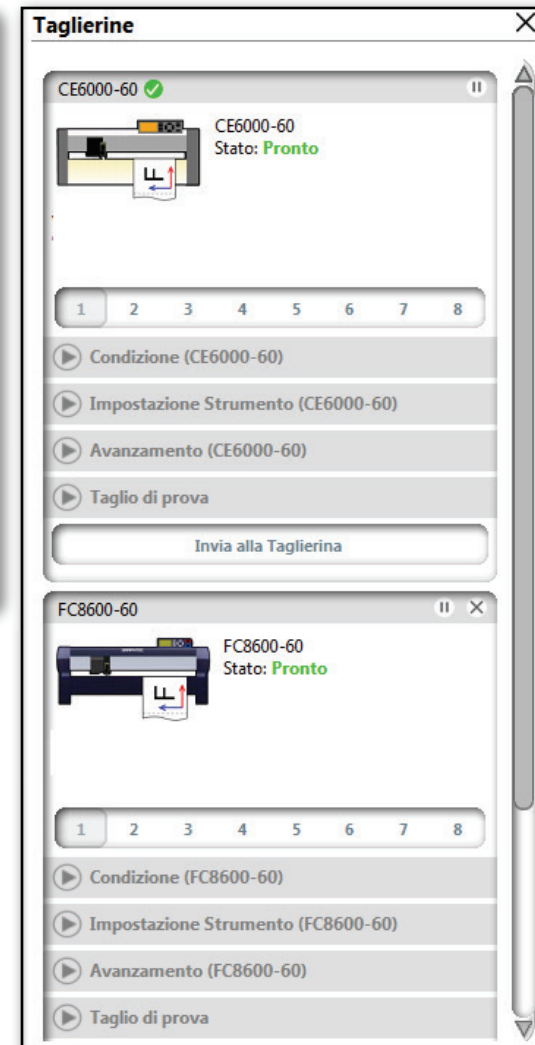 Taglierine
CE6000-60
CE6000-60
Stato: Pronto
F
1 2 3 4 5 6 7 8
Condizione (CE6000-60)
Impostazione Strumento (CE6000-60)
Avanzamento (CE6000-60)
Taglio di prova
Invia alla Taglierina
FC8600-60
FC8600-60
Stato: Pronto
F
1 2 3 4 5 6 7 8
Condizione (FC8600-60)
Impostazione Strumento (FC8600-60)
Avanzamento (FC8600-60)
Taglio di prova